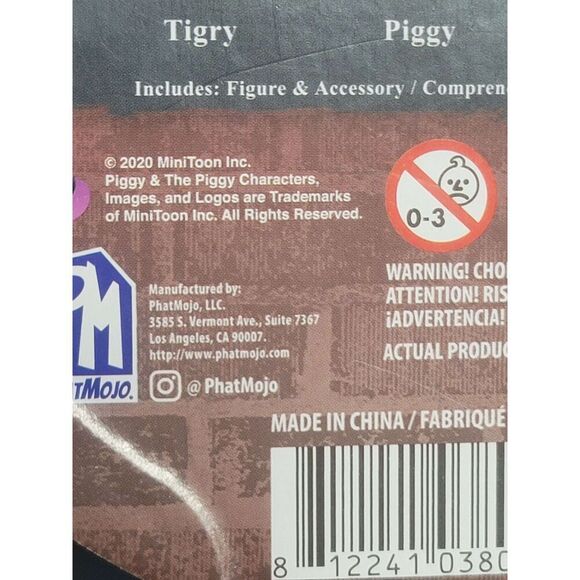 Tigry Piggy
Includes: Figure & Accessory / Compren
© 2020 MiniToon Inc.
Piggy & The Piggy Characters,
Images, and Logos are Trademarks
of MiniToon Inc. All Rights Reserved.
0-3
PM
ATMOJO.
Manufactured by:
PhatMojo, LLC.
3585 S. Vermont Ave., Suite 7367
Los Angeles, CA 90007.
http://www.phatmojo.com
@ PhatMojo
WARNING! CHO
ATTENTION! RIS
¡ADVERTENCIA!
ACTUAL PRODUC
MADE IN CHINA / FABRIQUÉ
8 12241 0380